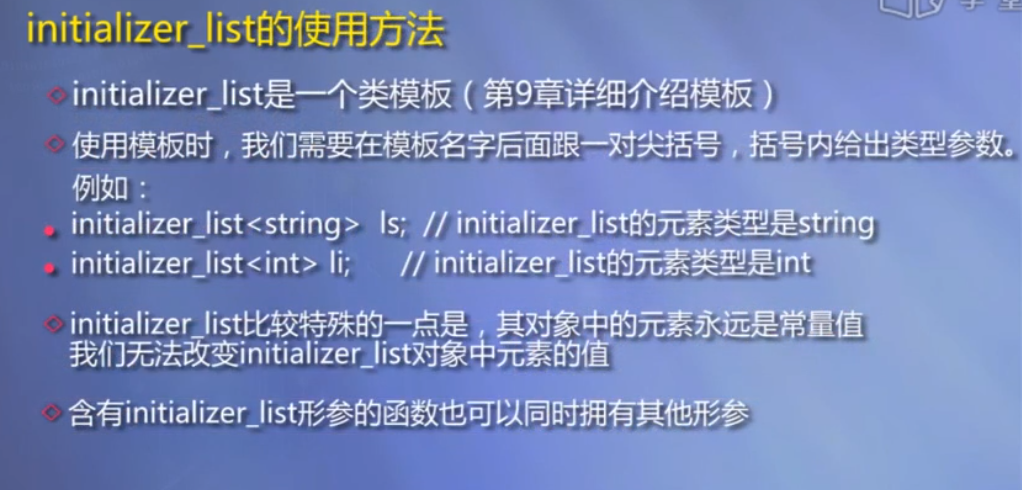 initializer_list的使用方法
initializer_list是一个类模板（第9章详细介绍模板）
使用模板时，我们需要在模板名字后面跟一对尖括号，括号内给出类型参数。
例如：
initializer_list<string> ls; // initializer_list的元素类型是string
initializer_list<int> li; // initializer_list的元素类型是int
initializer_list比较特殊的一点是，其对象中的元素永远是常量值
我们无法改变initializer_list对象中元素的值
含有initializer_list形参的函数也可以同时拥有其他形参